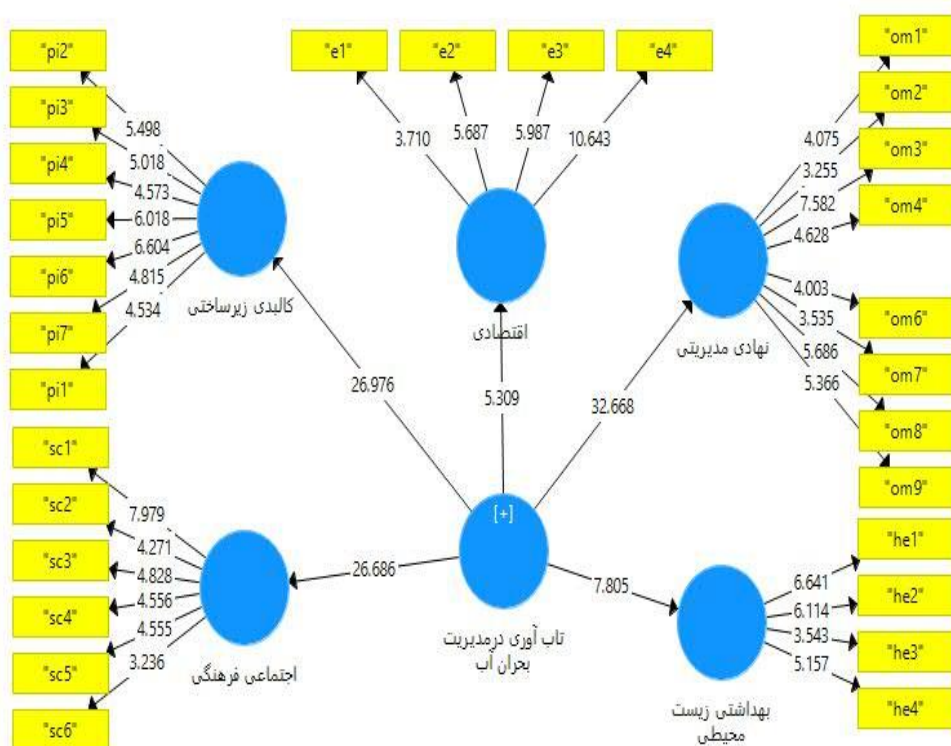 "pi2"
"pi3"
"pi4"
"pi5"
"pi6"
"pi7"
"pi1"
5.498
5.018
4.573
6.018
6.604
4.815
4.534
کالبدی زیرساختی
"e1"
"e2"
"e3"
"e4"
3.710
5.687
5.987
10.643
اقتصادی
"om1"
"om2"
"om3"
"om4"
"om6"
"om7"
"om8"
"om9"
4.075
3.255
7.582
4.628
4.003
3.535
5.686
5.366
نهادی مدیریتی
26.976
5.309
32.668
26.686
7.805
[+]
تاب آوری درمدیریت
بحران آب
"sc1"
"sc2"
"sc3"
"sc4"
"sc5"
"sc6"
7.979
4.271
4.828
4.556
4.555
3.236
اجتماعی فرهنگی
"he1"
"he2"
"he3"
"he4"
6.641
6.114
3.543
5.157
بهداشتی زیست
محیطی